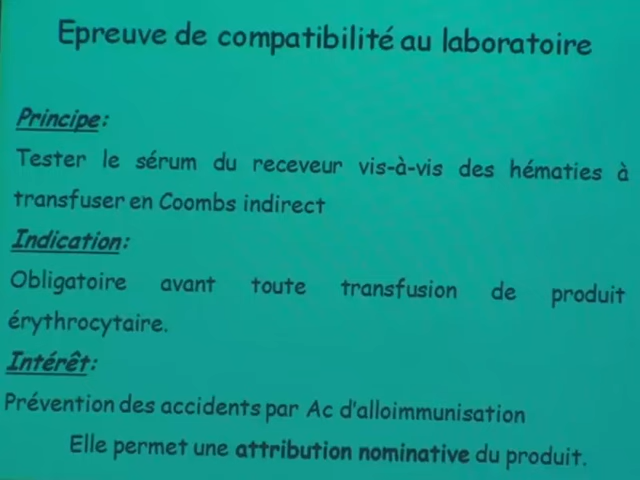 Epreuve de compatibilité au laboratoire
Principe:
Tester le sérum du receveur vis-à-vis des hématies à
transfuser en Coombs indirect
Indication:
Obligatoire avant toute transfusion de produit
érythrocytaire.
Intérêt:
Prévention des accidents par Ac d'alloimmunisation
Elle permet une attribution nominative du produit.